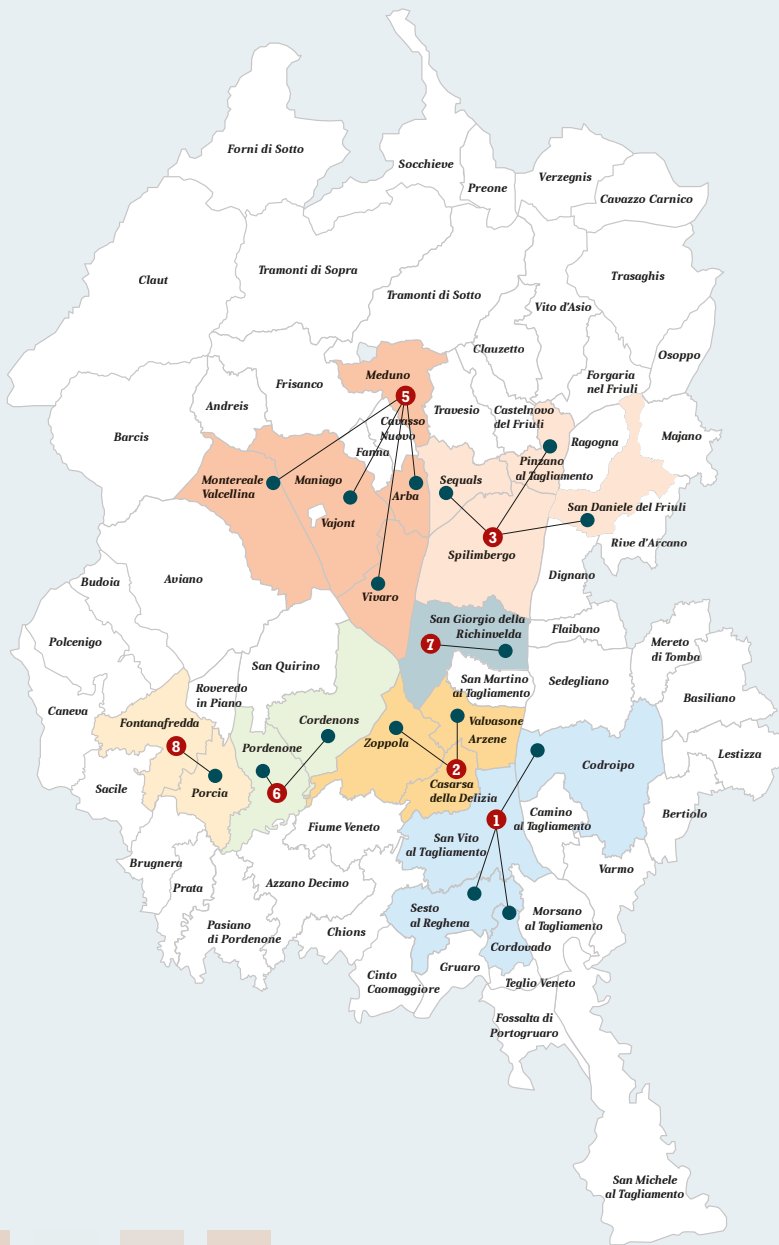 Forni di Sotto
Socchieve
Preone
Verzegnis
Cavazzo Carnico
Claut
Tramonti di Sopra
Tramonti di Sotto
Trasaghis
Vito d'Asio
Clauzetto
Osoppo
Meduno
Frisanco
Forgaria
nel Friuli
5
Andreis
Travesio
Castelnovo
del Friuli
Cavasso
Nuovo
Barcis
Fanna
Ragogna
Majano
Pinzano
al Tagliamento
Montereale
Valcellina
Maniago
Arba
Sequals
Vajont
San Daniele del Friuli
3
Spilimbergo
Rive d'Arcano
Aviano
Budoia
Dignano
Vivaro
San Giorgio della
Richinvelda
7
Flaibano
Polcenigo
Mereto
di Tomba
San Quirino
San Martino
al Tagliamento
Sedegliano
Roveredo
in Piano
Basiliano
Caneva
Fontanafredda
Cordenons
Valvasone
Arzene
8
Pordenone
Zoppola
Lestizza
2
Codroipo
Sacile
Porcia
6
Casarsa
della Delizia
1
Camino
al Tagliamento
Bertiolo
Fiume Veneto
San Vito
al Tagliamento
Brugnera
Varmo
Prata
Azzano Decimo
Sesto
al Reghena
Morsano
al Tagliamento
Pasiano
di Pordenone
Chions
Cordovado
Cinto
Caomaggiore
Gruaro
Teglio Veneto
Fossalta di
Portogruaro
San Michele
al Tagliamento